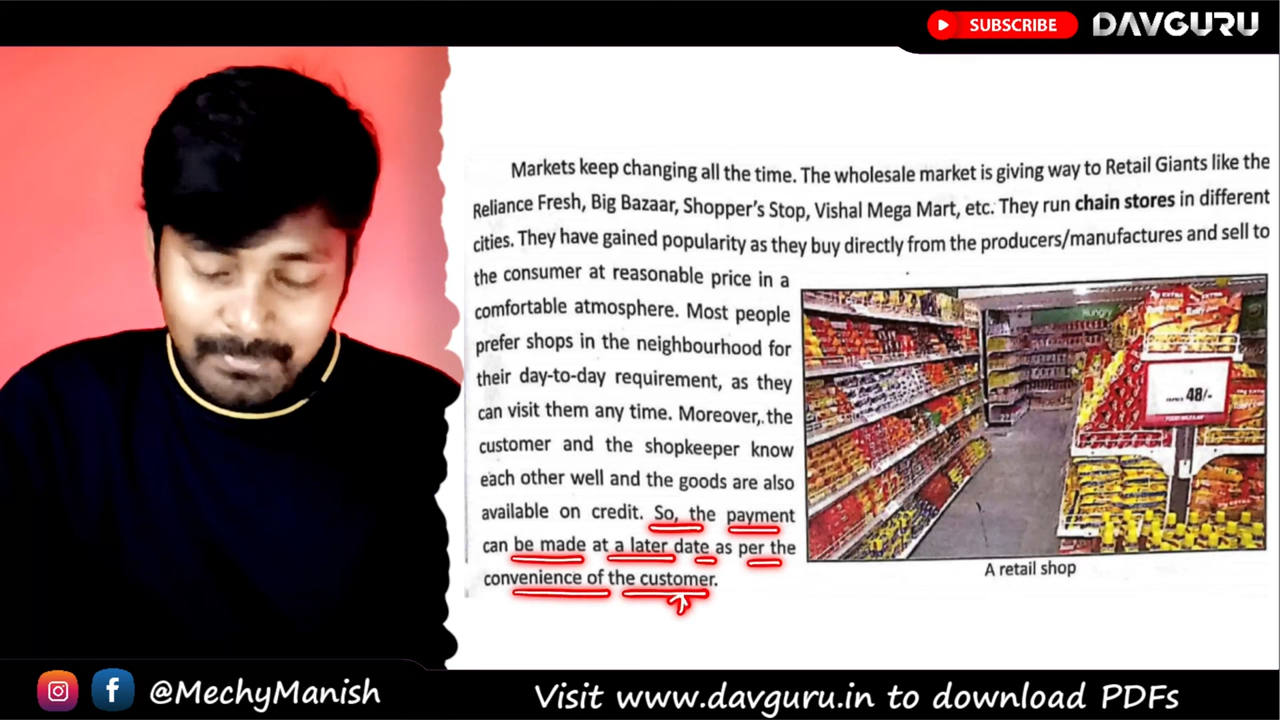 SUBSCRIBE DAVGURU
Markets keep changing all the time. The wholesale market is giving way to Retail Giants like the
Reliance Fresh, Big Bazaar, Shopper's Stop, Vishal Mega Mart, etc. They run chain stores in different
cities. They have gained popularity as they buy directly from the producers/manufactures and sell to
the consumer at reasonable price in a
comfortable atmosphere. Most people
prefer shops in the neighbourhood for
their day-to-day requirement, as they
can visit them any time. Moreover, the
customer and the shopkeeper know
each other well and the goods are also
available on credit. So, the payment
can be made at a later date as per the
convenience of the customer.
Hungry
48/-
A retail shop
@MechyManish Visit www.davguru.in to download PDFs